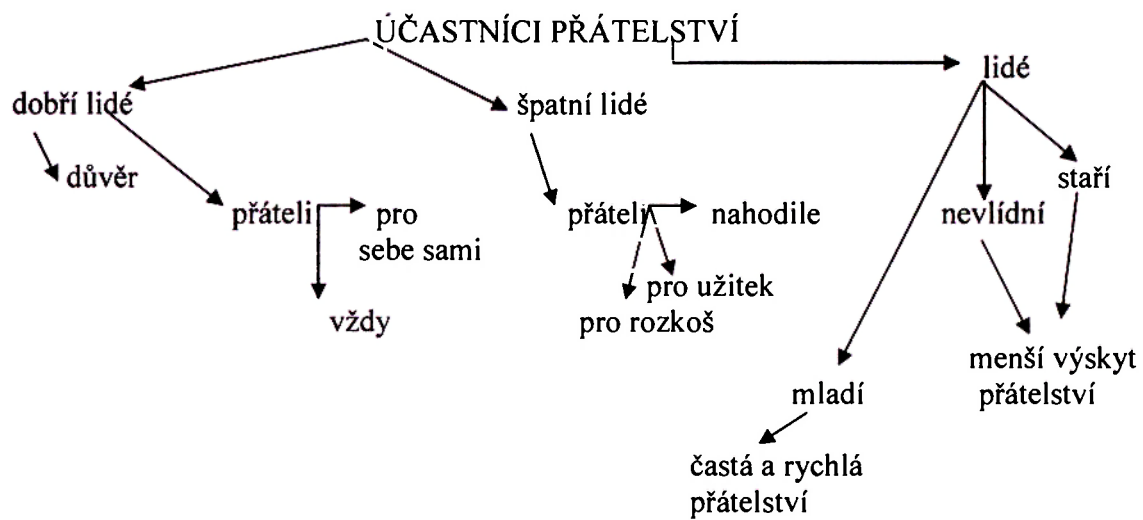 ÚČASTNÍCI PŘÁTELSTVÍ
dobří lidé
špatní lidé
lidé
důvěr
přáteli
pro
sebe sami
vždy
přáteli
nahodile
pro užitek
pro rozkoš
mladí
častá a rychlá
přátelství
nevlídní
staří
menší výskyt
přátelství